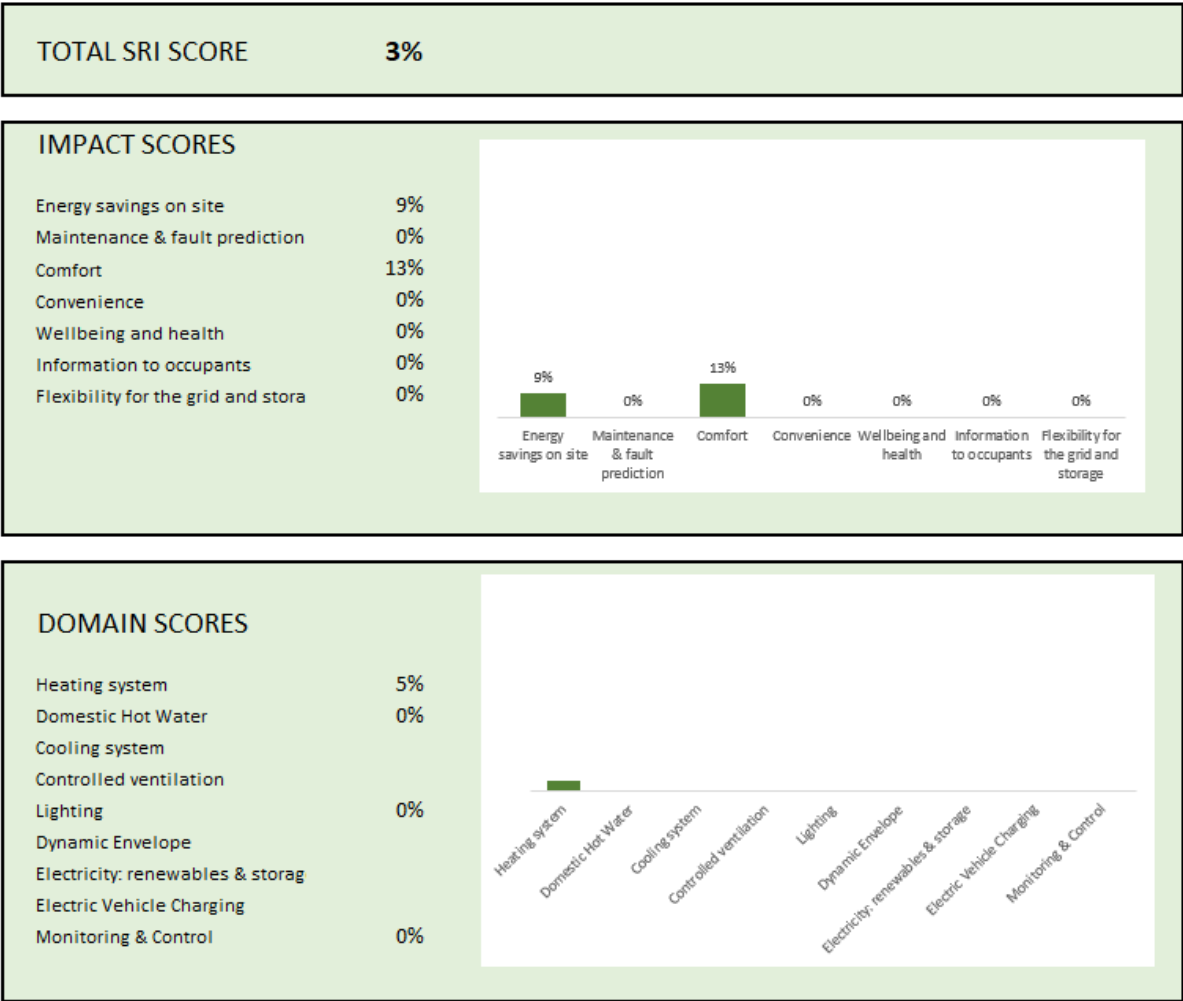 TOTAL SRI SCORE 3%
IMPACT SCORES
Energy savings on site 9%
Maintenance & fault prediction 0%
Comfort 13%
Convenience 0%
Wellbeing and health 0%
Information to occupants 0%
Flexibility for the grid and stora 0%
9% 0% 13% 0% 0% 0% 0%
Energy Maintenance Comfort Convenience Wellbeing and Information Flexibility for
savings on site & fault health to occupants the grid and
prediction storage
DOMAIN SCORES
Heating system 5%
Domestic Hot Water 0%
Cooling system
Controlled ventilation
Lighting 0%
Dynamic Envelope
Electricity: renewables & storag
Electric Vehicle Charging
Monitoring & Control 0%
Heating system
Domestic Hot Water
Cooling system
Controlled ventilation
Lighting
Dynamic Envelope
Electricity: renewables & storage
Electric Vehicle Charging
Monitoring & Control